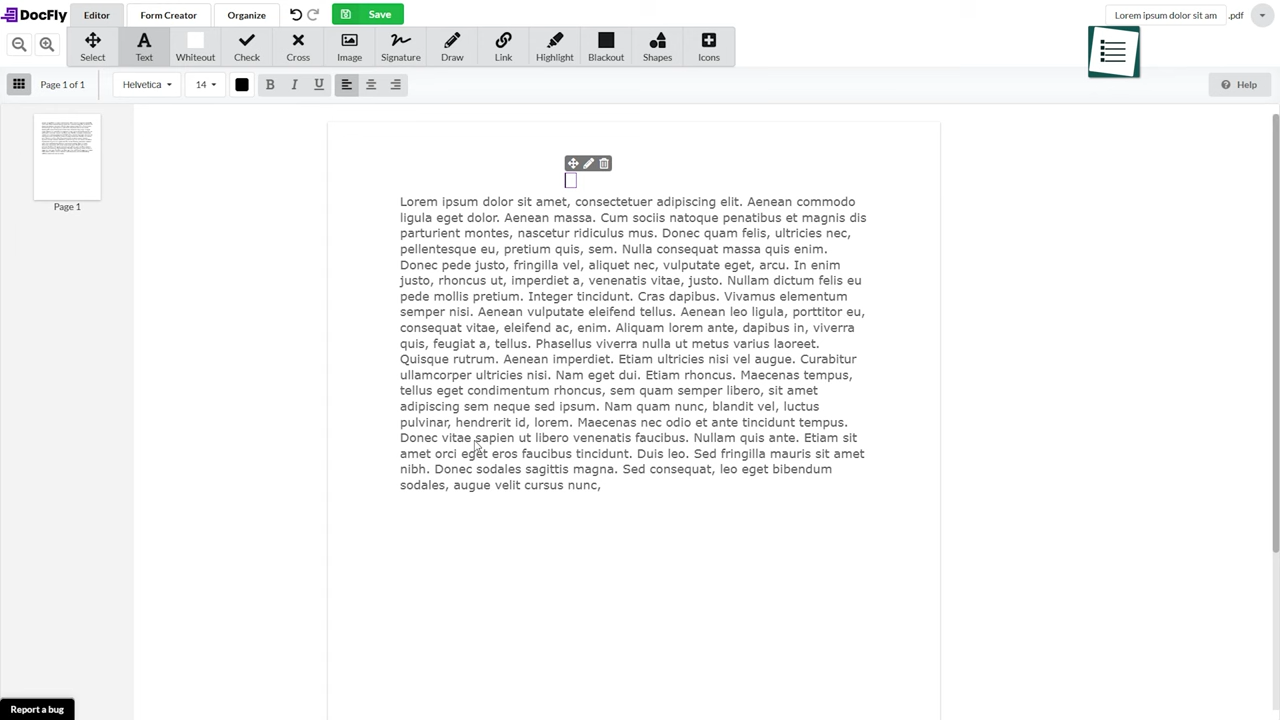 DocFly Editor Form Creator Organize Save Lorem ipsum dolor sit am .pdf
Select Text Whiteout Check Cross Image Signature Draw Link Highlight Blackout Shapes Icons
Page 1 of 1 Helvetica 14 B I U Help
Page 1
Lorem ipsum dolor sit amet, consectetuer adipiscing elit. Aenean commodo
ligula eget dolor. Aenean massa. Cum sociis natoque penatibus et magnis dis
parturient montes, nascetur ridiculus mus. Donec quam felis, ultricies nec,
pellentesque eu, pretium quis, sem. Nulla consequat massa quis enim.
Donec pede justo, fringilla vel, aliquet nec, vulputate eget, arcu. In enim
justo, rhoncus ut, imperdiet a, venenatis vitae, justo. Nullam dictum felis eu
pede mollis pretium. Integer tincidunt. Cras dapibus. Vivamus elementum
semper nisi. Aenean vulputate eleifend tellus. Aenean leo ligula, porttitor eu,
consequat vitae, eleifend ac, enim. Aliquam lorem ante, dapibus in, viverra
quis, feugiat a, tellus. Phasellus viverra nulla ut metus varius laoreet.
Quisque rutrum. Aenean imperdiet. Etiam ultricies nisi vel augue. Curabitur
ullamcorper ultricies nisi. Nam eget dui. Etiam rhoncus. Maecenas tempus,
tellus eget condimentum rhoncus, sem quam semper libero, sit amet
adipiscing sem neque sed ipsum. Nam quam nunc, blandit vel, luctus
pulvinar, hendrerit id, lorem. Maecenas nec odio et ante tincidunt tempus.
Donec vitae sapien ut libero venenatis faucibus. Nullam quis ante. Etiam sit
amet orci eget eros faucibus tincidunt. Duis leo. Sed fringilla mauris sit amet
nibh. Donec sodales sagittis magna. Sed consequat, leo eget bibendum
sodales, augue velit cursus nunc,
Report a bug